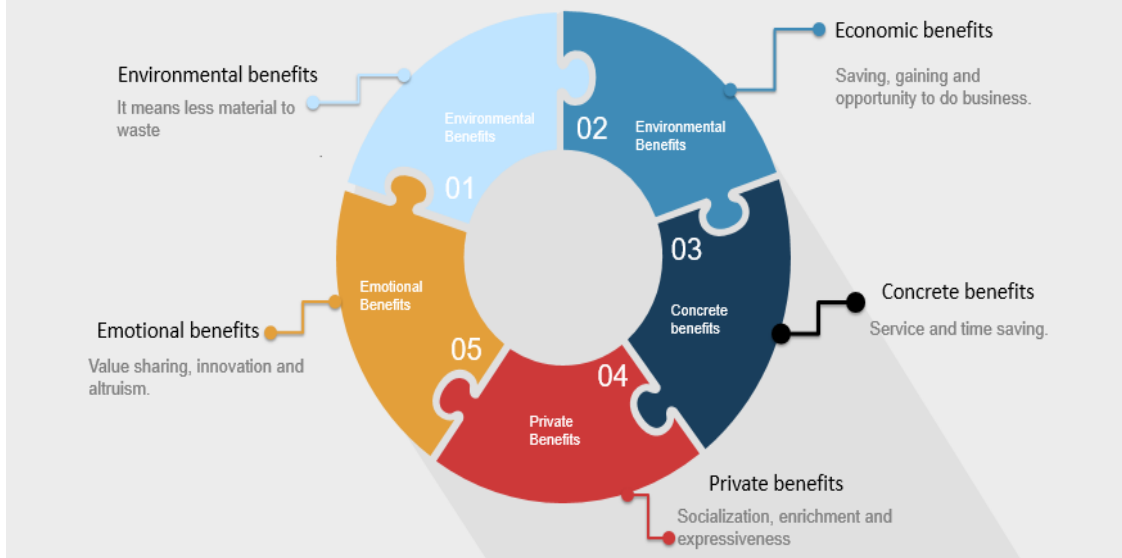 Environmental benefits
It means less material to
waste
Economic benefits
Saving, gaining and
opportunity to do business.
Environmental
Benefits
01
02
Environmental
Benefits
03
Concrete
benefits
Concrete benefits
Service and time saving.
Emotional
Benefits
05
Emotional benefits
Value sharing, innovation and
altruism.
04
Private
Benefits
Private benefits
Socialization, enrichment and
expressiveness